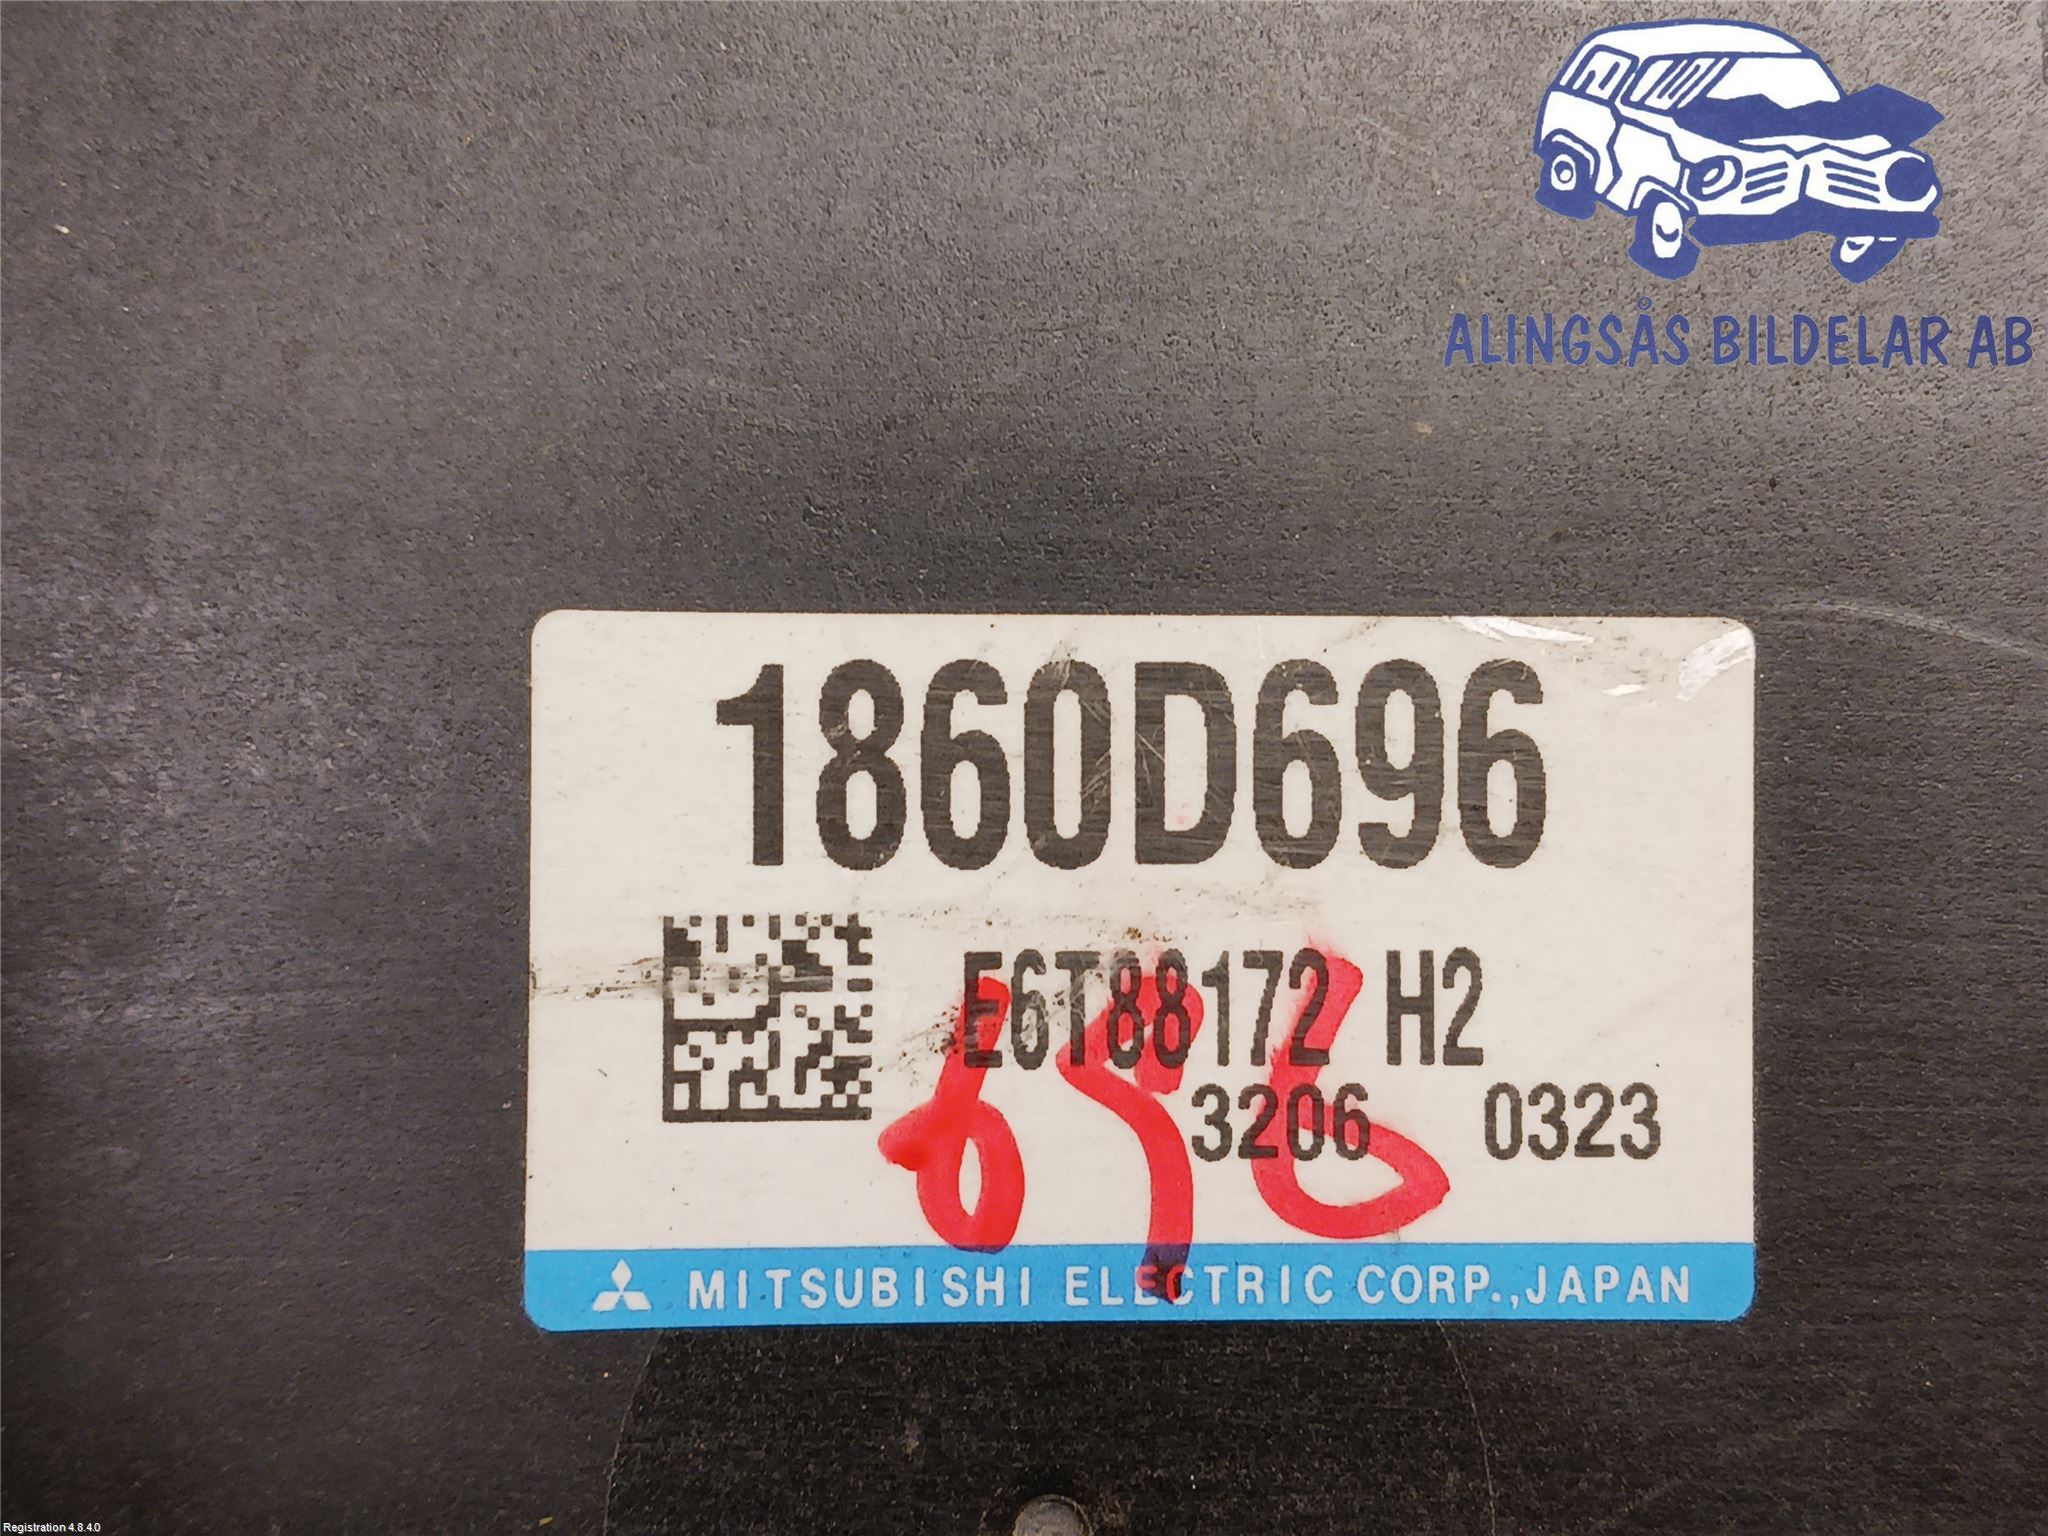 ALINGSÅS BILDELAR AB
1860D696
E6T88172 H2
3206 0323
MITSUBISHI ELECTRIC CORP., JAPAN
Registration 4.8.4.0